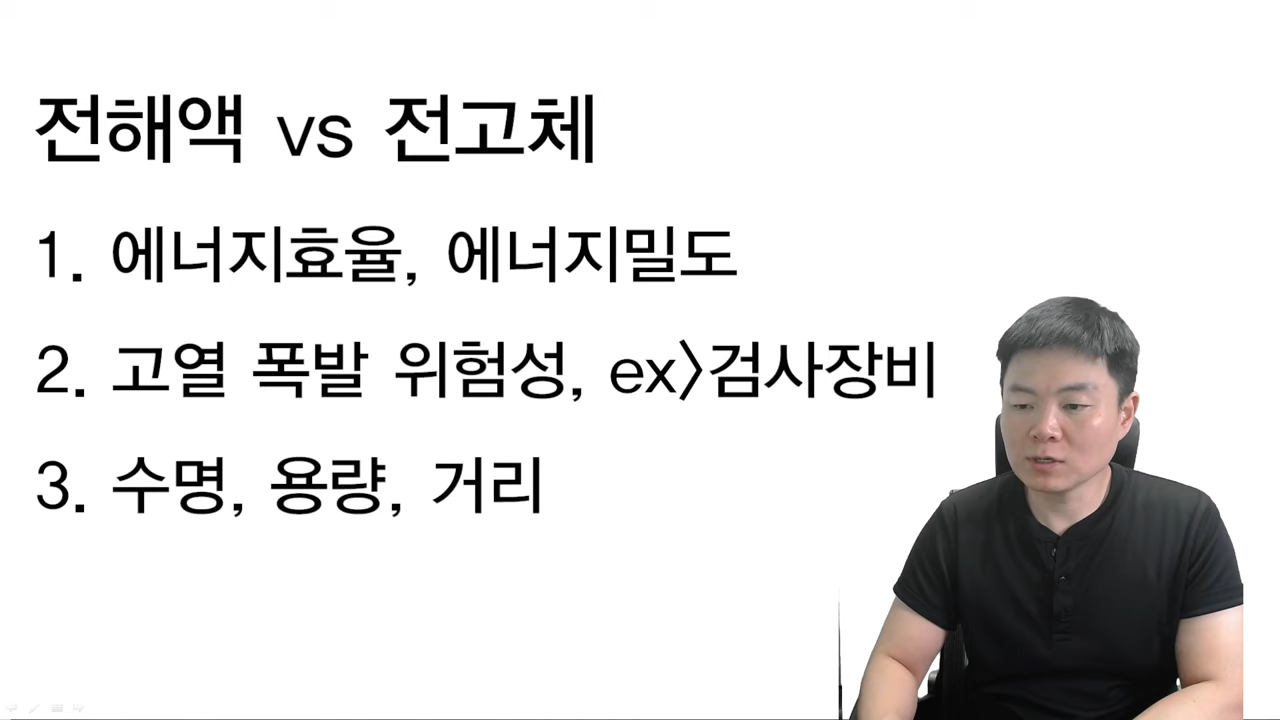 전해액 vs 전고체
1. 에너지효율, 에너지밀도
2. 고열 폭발 위험성, ex>검사장비
3. 수명, 용량, 거리